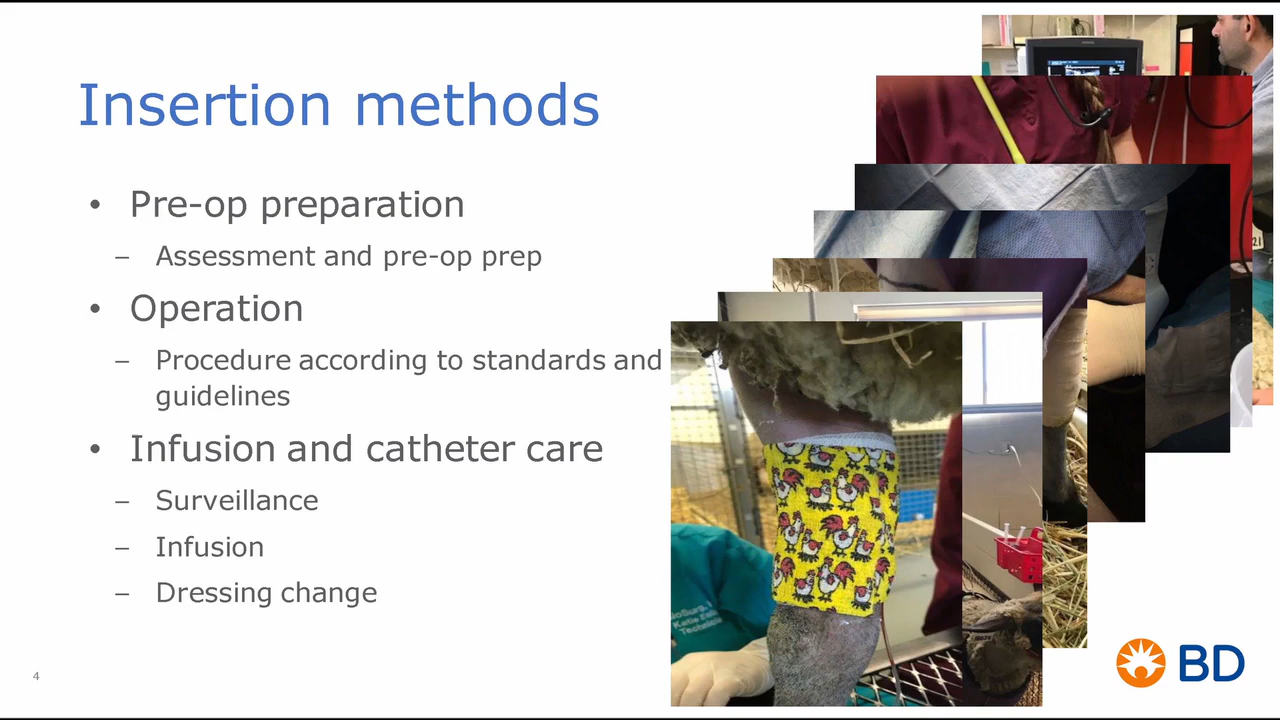 Insertion methods
• Pre-op preparation
– Assessment and pre-op prep
• Operation
– Procedure according to standards and
guidelines
• Infusion and catheter care
– Surveillance
– Infusion
– Dressing change
4
BD